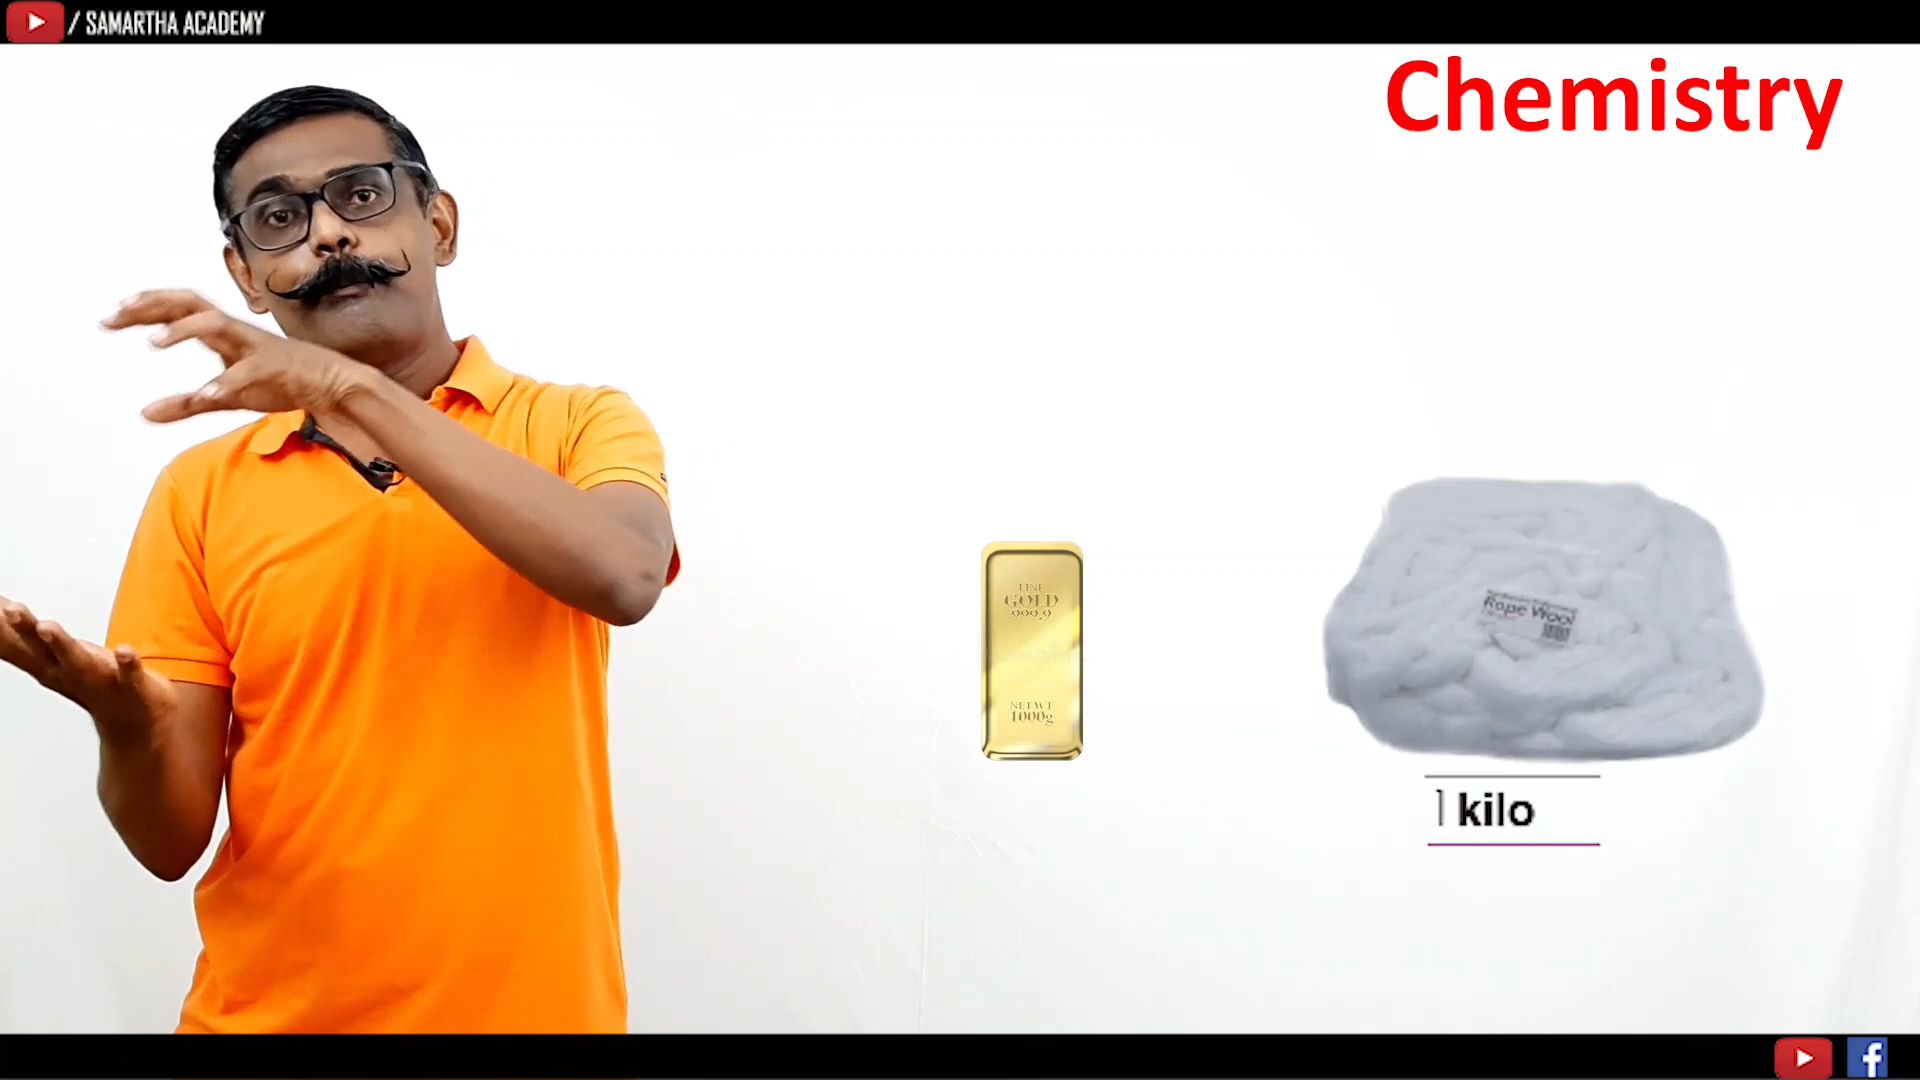 / SAMARTHA ACADEMY
Chemistry
FINE
GOLD
999.9
NET WT
1000g
Rope Wool
1 kilo